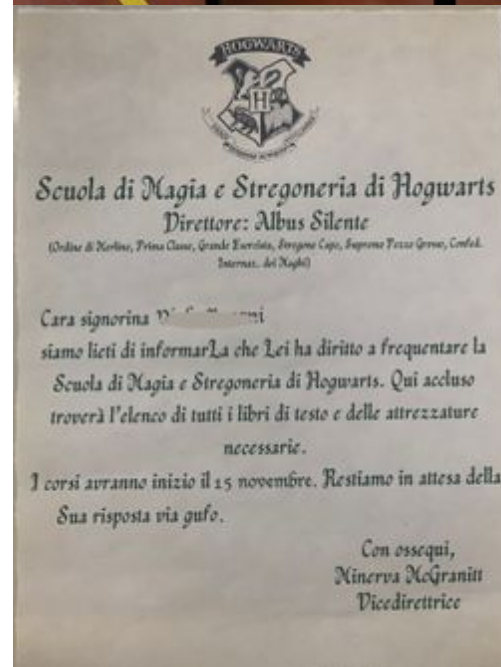 HOGWARTS
H
Scuola di Magia e Stregoneria di Hogwarts
Direttore: Albus Silente
(Ordine di Merlino, Prima Classe, Grande Esorcista, Stregone Capo, Supremo Pezzo Grosso, Confed.
Internaz. dei Maghi)
Cara signorina
siamo lieti di informarLa che Lei ha diritto a frequentare la
Scuola di Magia e Stregoneria di Hogwarts. Qui accluso
troverà l'elenco di tutti i libri di testo e delle attrezzature
necessarie.
I corsi avranno inizio il 15 novembre. Restiamo in attesa della
Sua risposta via gufo.
Con ossequi,
Minerva McGranitt
Vicedirettrice